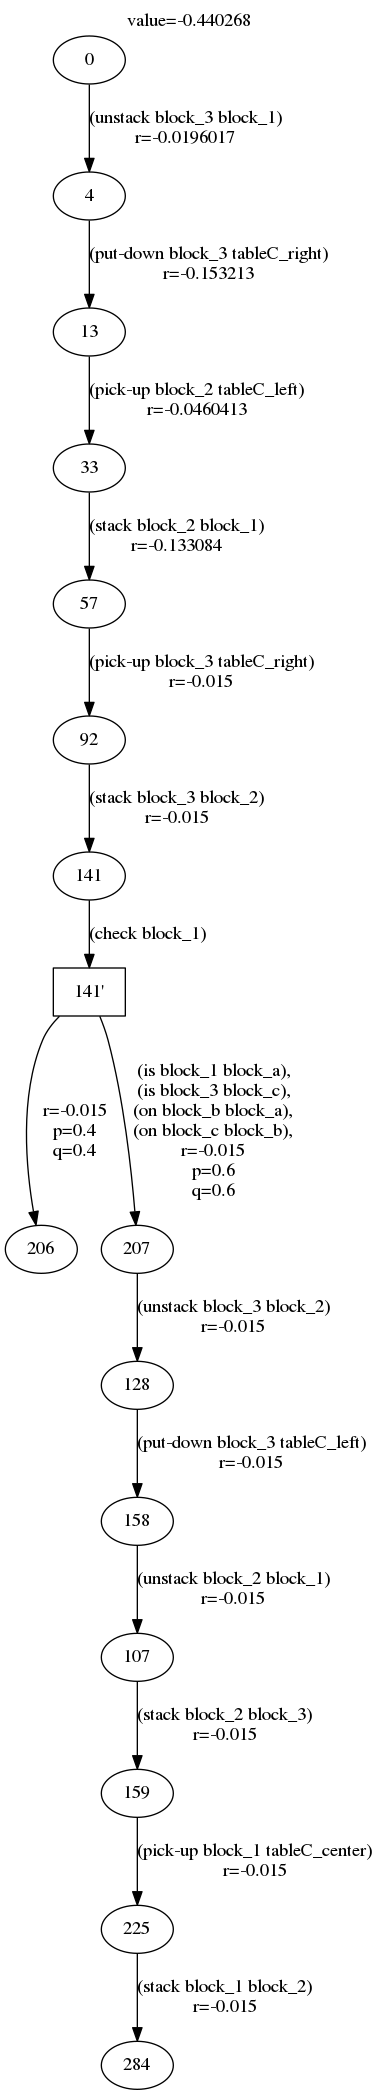 value=-0.440268
0
(unstack block_3 block_1)
r=-0.0196017
4
(put-down block_3 tableC_right)
r=-0.153213
13
(pick-up block_2 tableC_left)
r=-0.0460413
33
(stack block_2 block_1)
r=-0.133084
57
(pick-up block_3 tableC_right)
r=-0.015
92
(stack block_3 block_2)
r=-0.015
141
(check block_1)
141'
r=-0.015
p=0.4
q=0.4
(is block_1 block_a),
(is block_3 block_c),
(on block_b block_a),
(on block_c block_b),
r=-0.015
p=0.6
q=0.6
206
207
(unstack block_3 block_2)
r=-0.015
128
(put-down block_3 tableC_left)
r=-0.015
158
(unstack block_2 block_1)
r=-0.015
107
(stack block_2 block_3)
r=-0.015
159
(pick-up block_1 tableC_center)
r=-0.015
225
(stack block_1 block_2)
r=-0.015
284